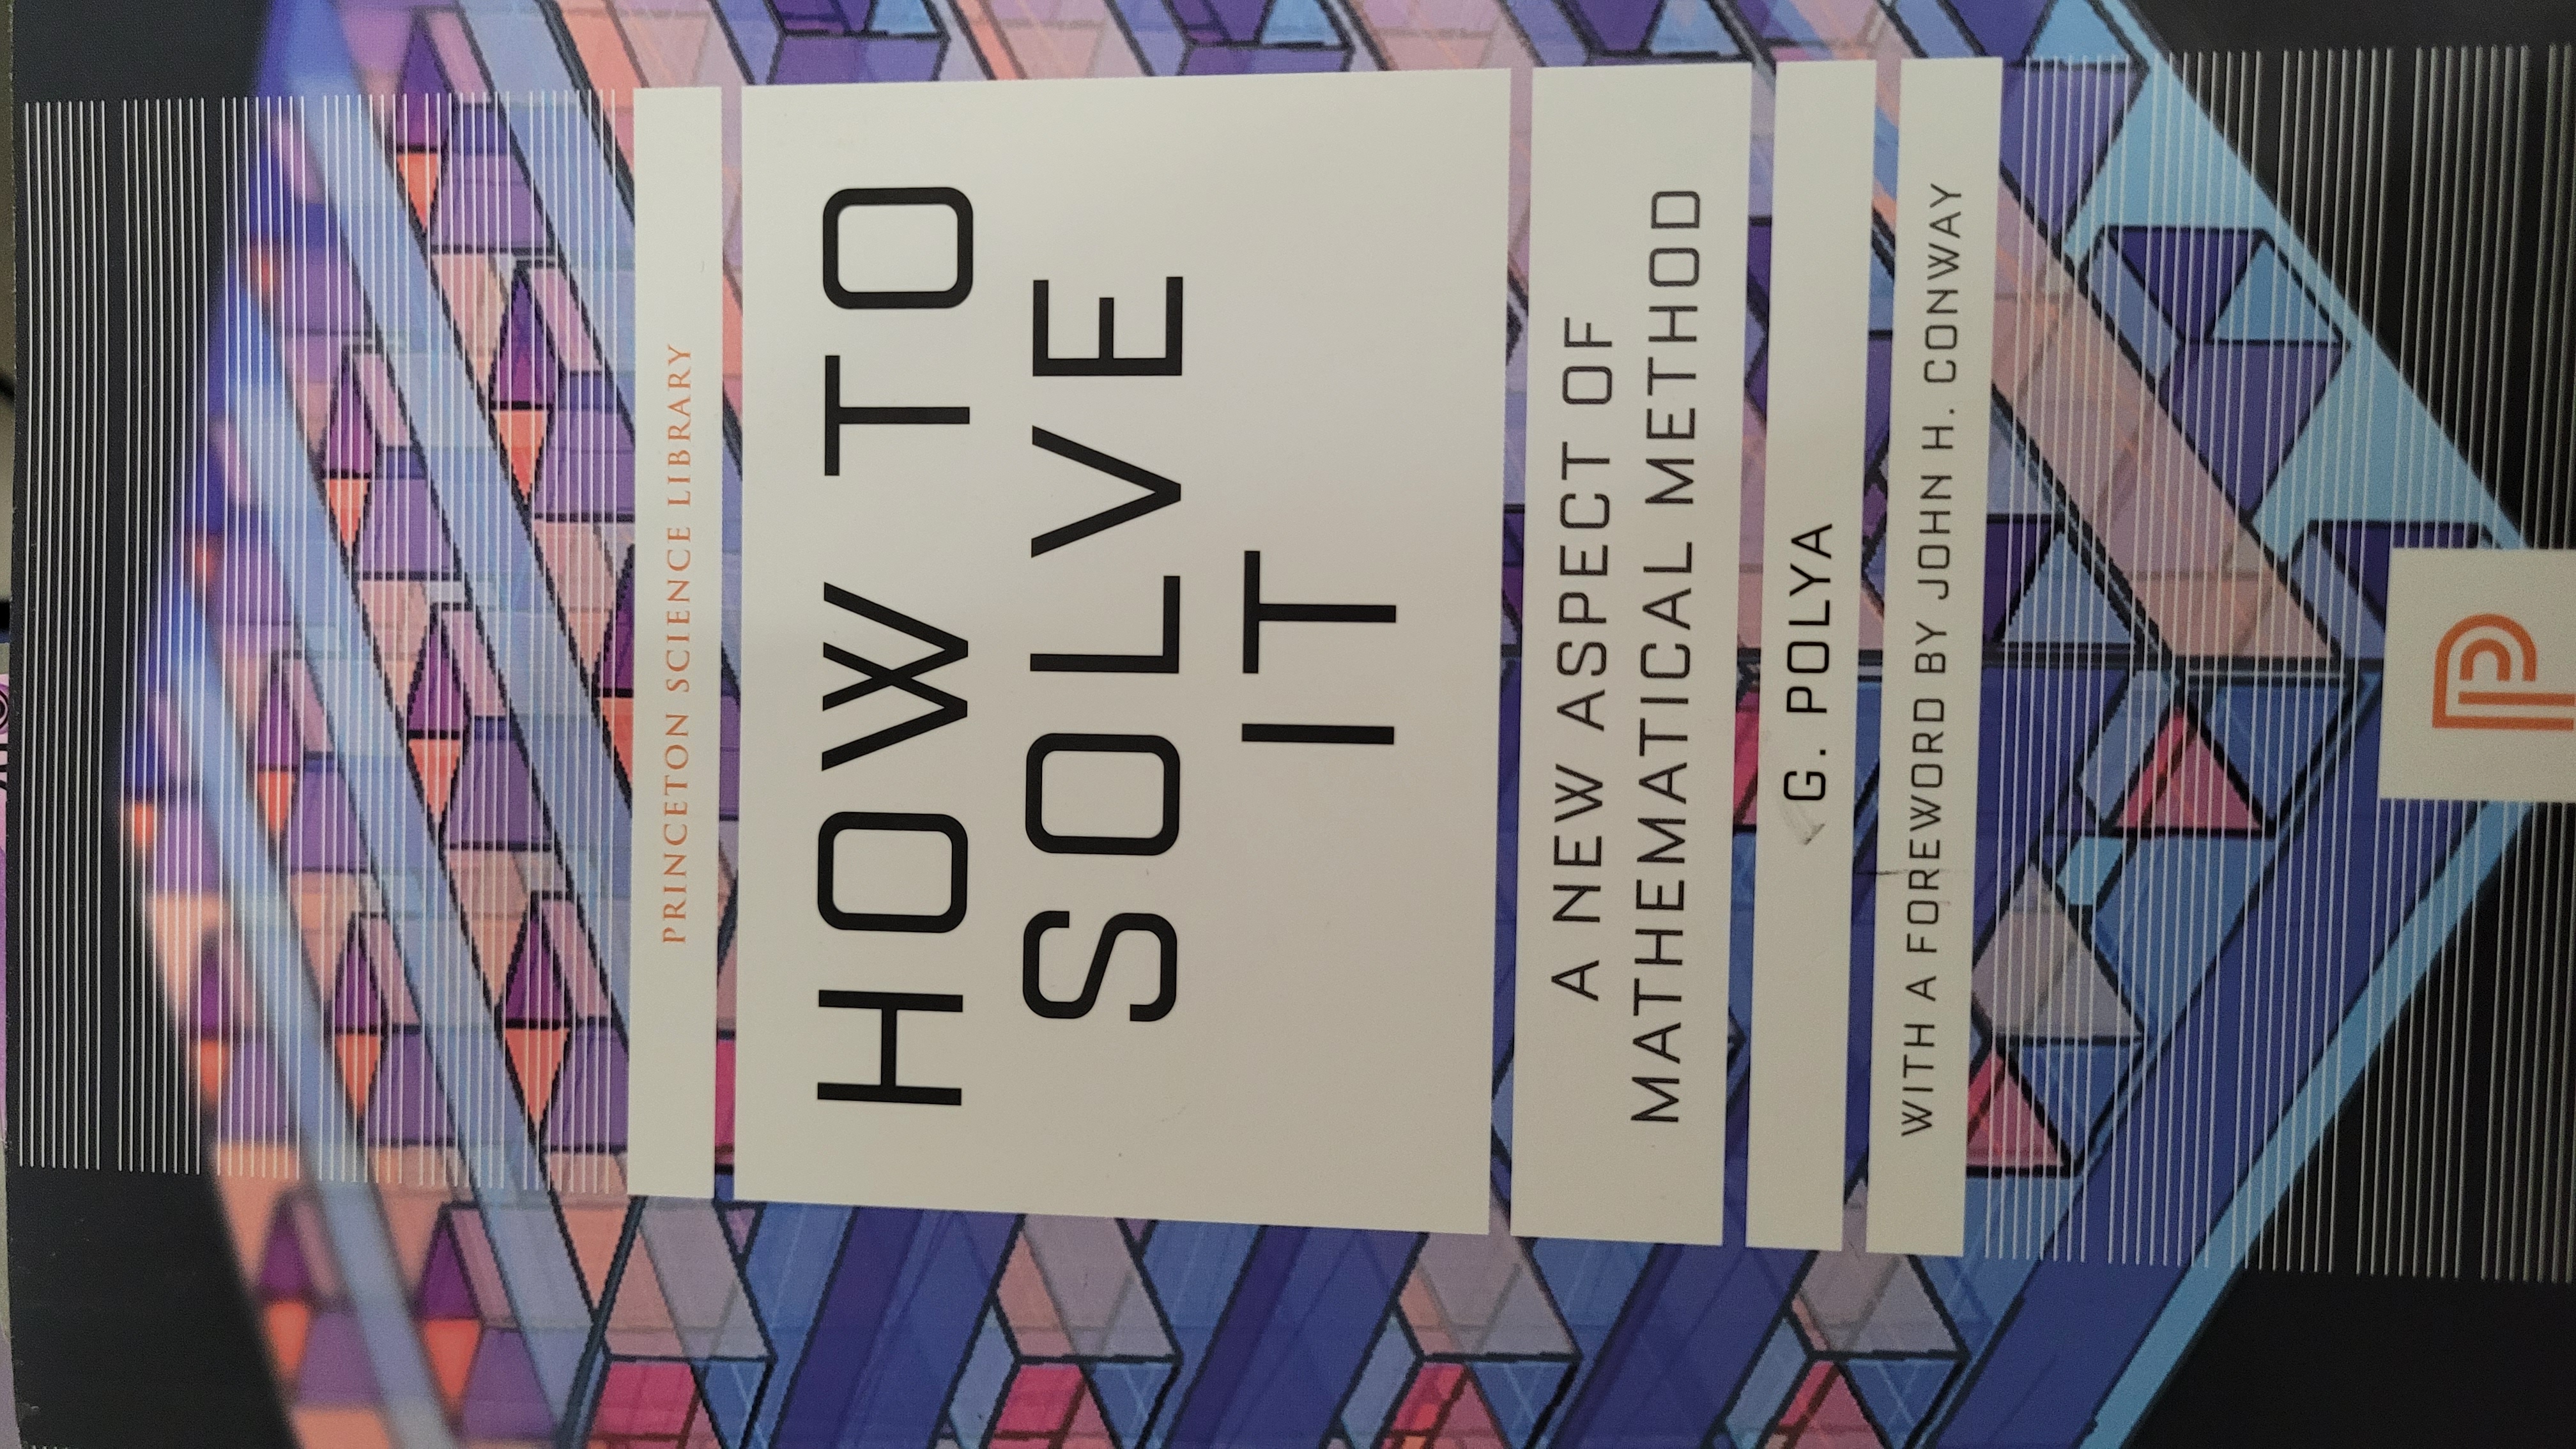 PRINCETON SCIENCE LIBRARY
HOW TO
SOLVE
IT
A NEW ASPECT OF
MATHEMATICAL METHOD
G. POLYA
WITH A FOREWORD BY JOHN H. CONWAY
P